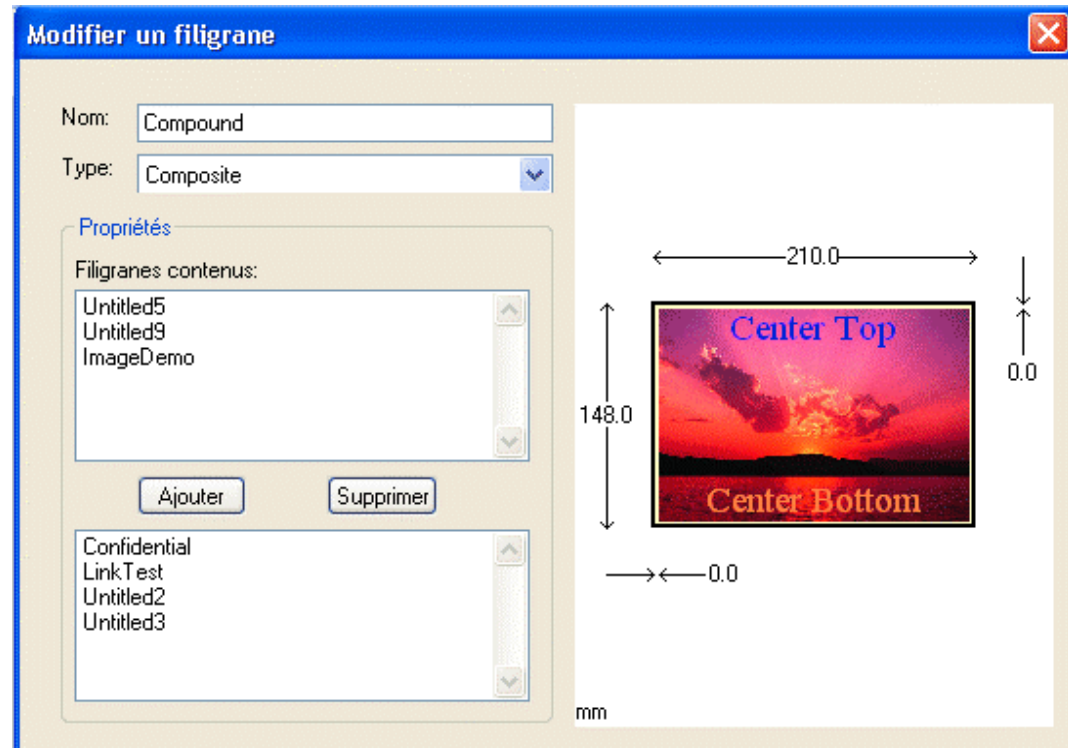 Modifier un filigrane
Nom: Compound
Type: Composite
Propriétés
Filigranes contenus:
Untitled5
Untitled9
ImageDemo
Ajouter Supprimer
Confidential
LinkTest
Untitled2
Untitled3
210.0
Center Top
0.0
148.0
Center Bottom
0.0
mm